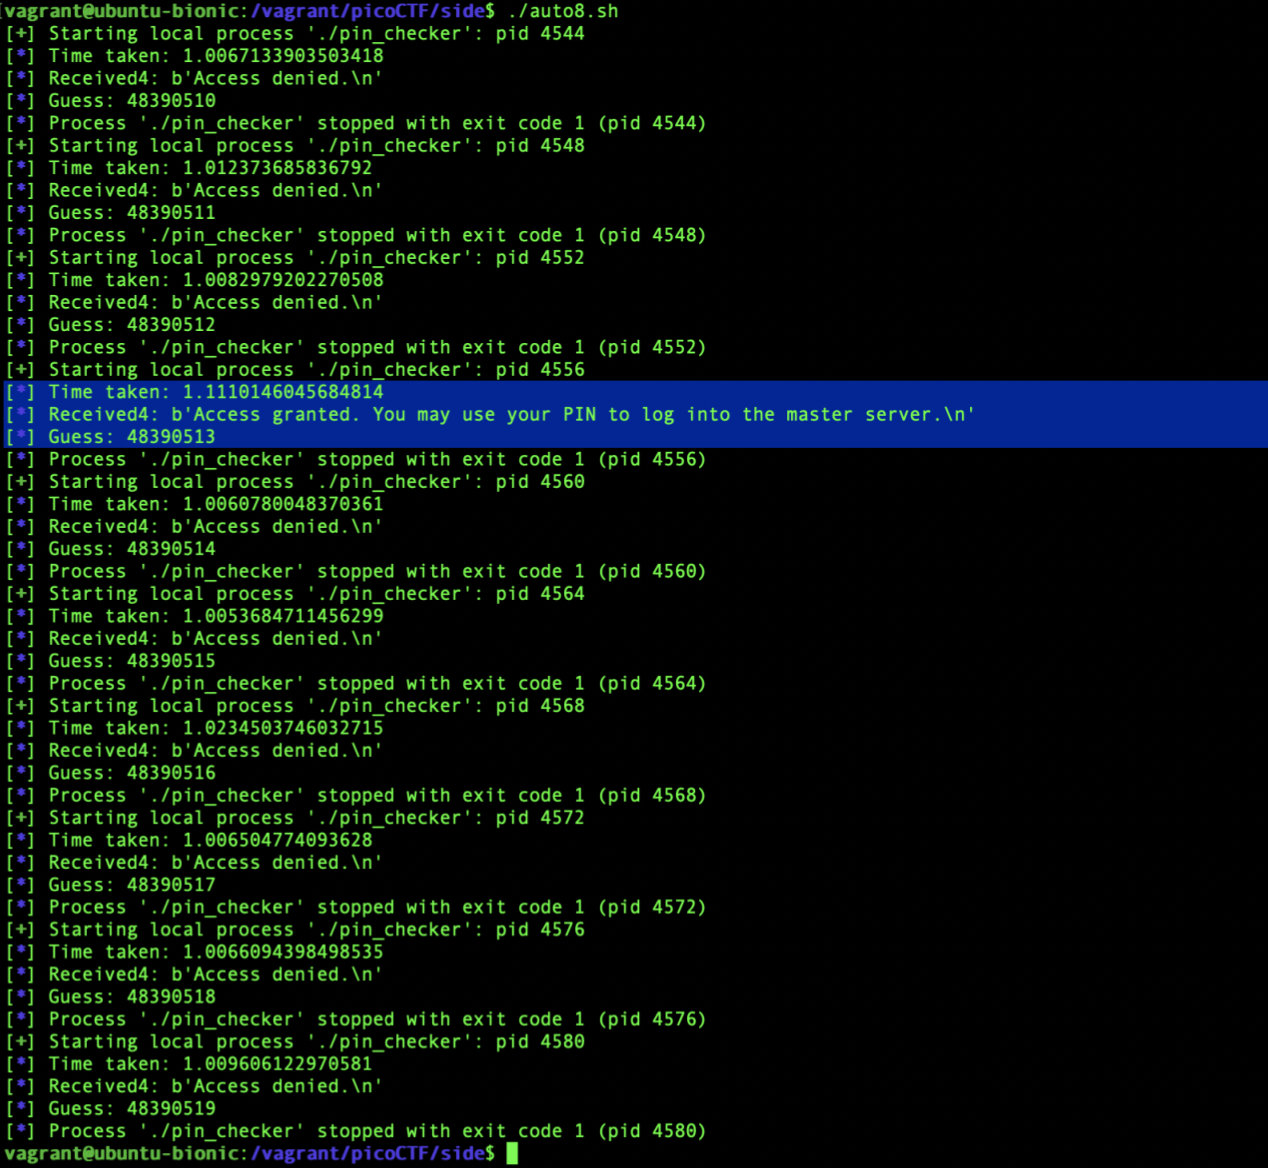 vagrant@ubuntu-bionic:/vagrant/picoCTF/side$ ./auto8.sh
[+] Starting local process './pin_checker': pid 4544
[*] Time taken: 1.0067133903503418
[*] Received4: b'Access denied.\n'
[*] Guess: 48390510
[*] Process './pin_checker' stopped with exit code 1 (pid 4544)
[+] Starting local process './pin_checker': pid 4548
[*] Time taken: 1.012373685836792
[*] Received4: b'Access denied.\n'
[*] Guess: 48390511
[*] Process './pin_checker' stopped with exit code 1 (pid 4548)
[+] Starting local process './pin_checker': pid 4552
[*] Time taken: 1.0082979202270508
[*] Received4: b'Access denied.\n'
[*] Guess: 48390512
[*] Process './pin_checker' stopped with exit code 1 (pid 4552)
[+] Starting local process './pin_checker': pid 4556
[*] Time taken: 1.1110146045684814
[*] Received4: b'Access granted. You may use your PIN to log into the master server.\n'
[*] Guess: 48390513
[*] Process './pin_checker' stopped with exit code 1 (pid 4556)
[+] Starting local process './pin_checker': pid 4560
[*] Time taken: 1.0060780048370361
[*] Received4: b'Access denied.\n'
[*] Guess: 48390514
[*] Process './pin_checker' stopped with exit code 1 (pid 4560)
[+] Starting local process './pin_checker': pid 4564
[*] Time taken: 1.0053684711456299
[*] Received4: b'Access denied.\n'
[*] Guess: 48390515
[*] Process './pin_checker' stopped with exit code 1 (pid 4564)
[+] Starting local process './pin_checker': pid 4568
[*] Time taken: 1.0234503746032715
[*] Received4: b'Access denied.\n'
[*] Guess: 48390516
[*] Process './pin_checker' stopped with exit code 1 (pid 4568)
[+] Starting local process './pin_checker': pid 4572
[*] Time taken: 1.006504774093628
[*] Received4: b'Access denied.\n'
[*] Guess: 48390517
[*] Process './pin_checker' stopped with exit code 1 (pid 4572)
[+] Starting local process './pin_checker': pid 4576
[*] Time taken: 1.0066094398498535
[*] Received4: b'Access denied.\n'
[*] Guess: 48390518
[*] Process './pin_checker' stopped with exit code 1 (pid 4576)
[+] Starting local process './pin_checker': pid 4580
[*] Time taken: 1.009606122970581
[*] Received4: b'Access denied.\n'
[*] Guess: 48390519
[*] Process './pin_checker' stopped with exit code 1 (pid 4580)
vagrant@ubuntu-bionic:/vagrant/picoCTF/side$